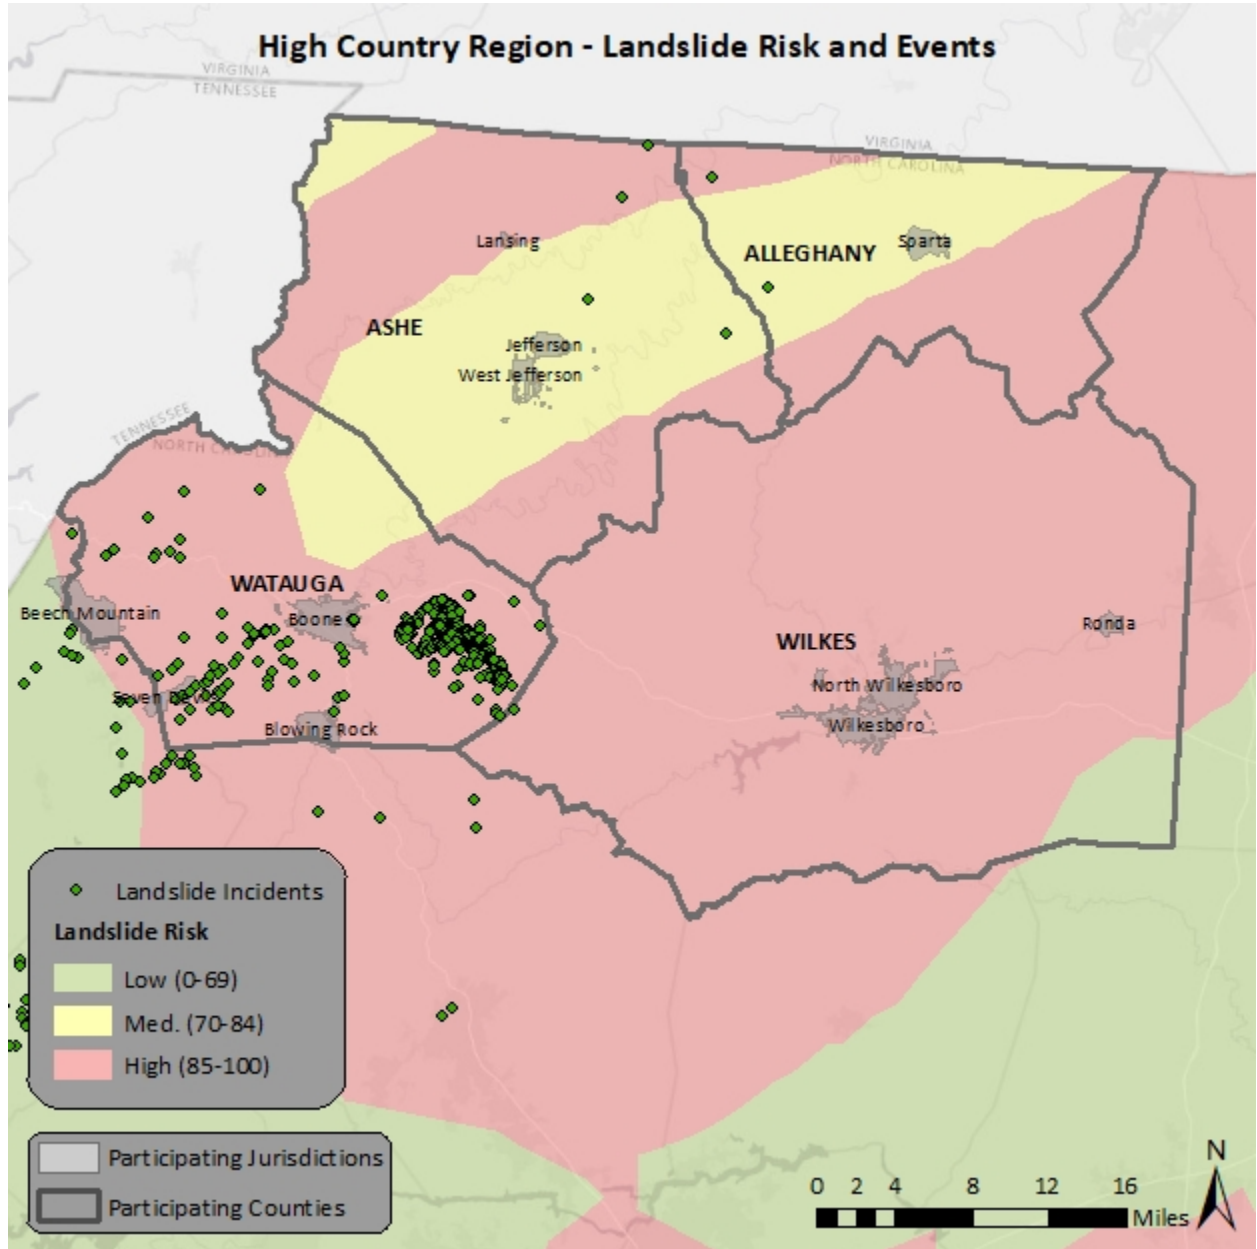 High Country Region - Landslide Risk and Events
VIRGINIA
TENNESSEE
VIRGINIA
NORTH CAROLINA
Lansing
ALLEGHANY
Sparta
ASHE
Jefferson
West Jefferson
TENNESSEE
NORTH CAROLINA
WATAUGA
Beech Mountain
Boone
Ronda
WILKES
North Wilkesboro
Seven Devils
Wilkesboro
Blowing Rock
Landslide Incidents
Landslide Risk
Low (0-69)
Med. (70-84)
High (85-100)
Participating Jurisdictions
Participating Counties
N
0 2 4 8 12 16
Miles